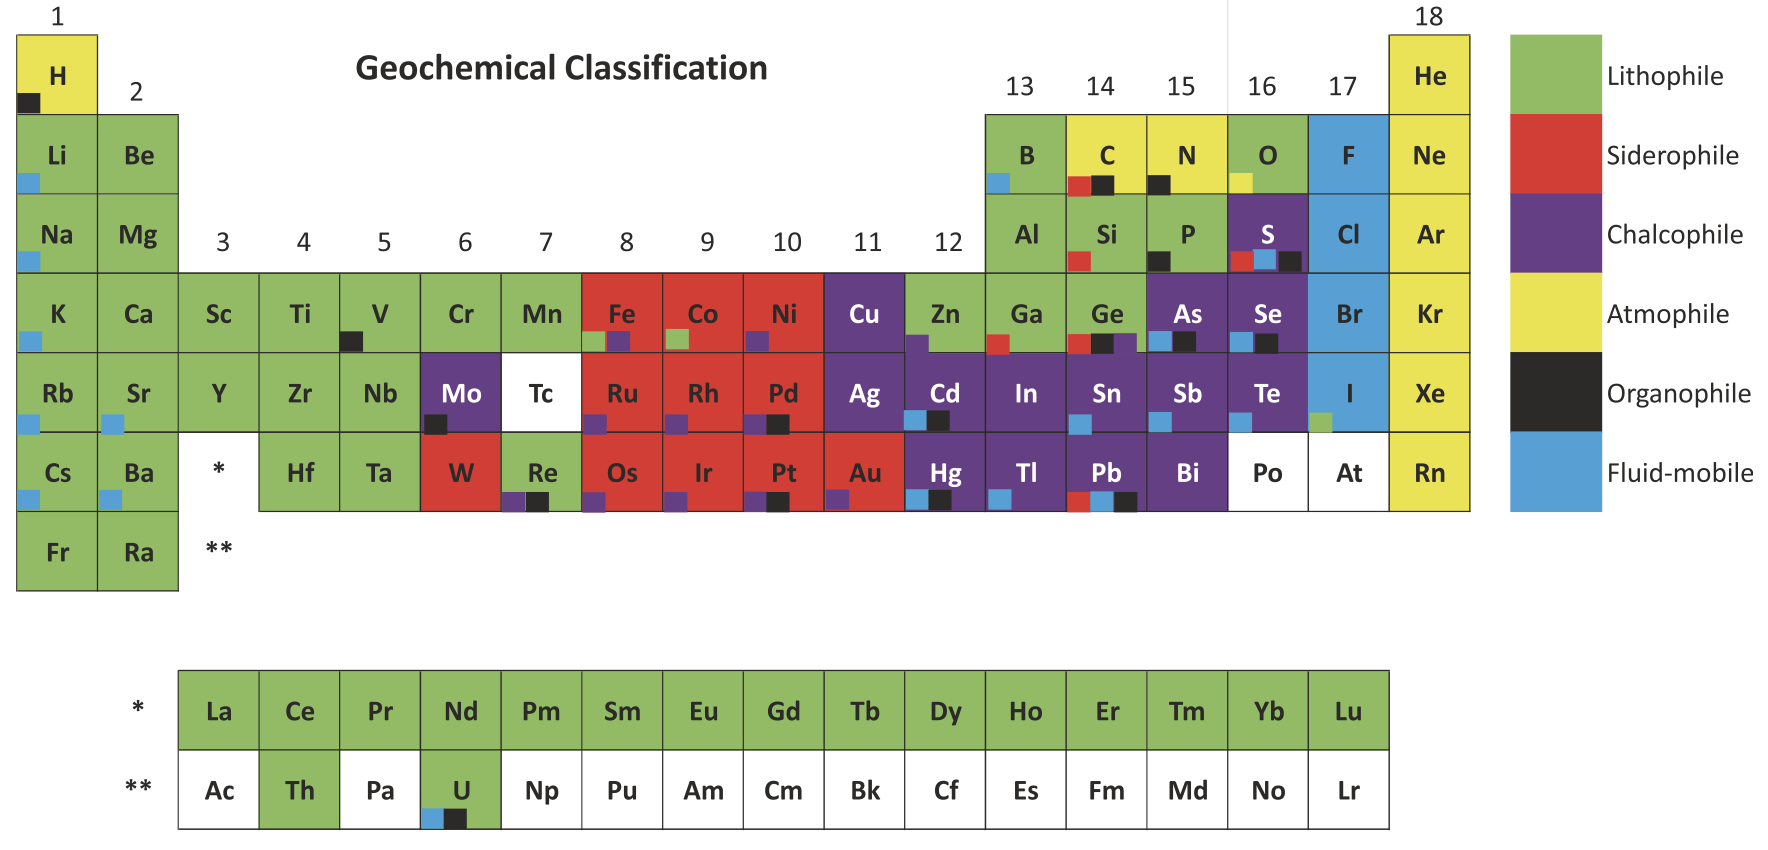 1 18
Geochemical Classification
H He Lithophile
2 13 14 15 16 17
Li Be B C N O F Ne Siderophile
Na Mg Al Si P S Cl Ar Chalcophile
3 4 5 6 7 8 9 10 11 12
K Ca Sc Ti V Cr Mn Fe Co Ni Cu Zn Ga Ge As Se Br Kr Atmophile
Rb Sr Y Zr Nb Mo Tc Ru Rh Pd Ag Cd In Sn Sb Te I Xe Organophile
Cs Ba * Hf Ta W Re Os Ir Pt Au Hg Tl Pb Bi Po At Rn Fluid-mobile
Fr Ra **
* La Ce Pr Nd Pm Sm Eu Gd Tb Dy Ho Er Tm Yb Lu
** Ac Th Pa U Np Pu Am Cm Bk Cf Es Fm Md No Lr